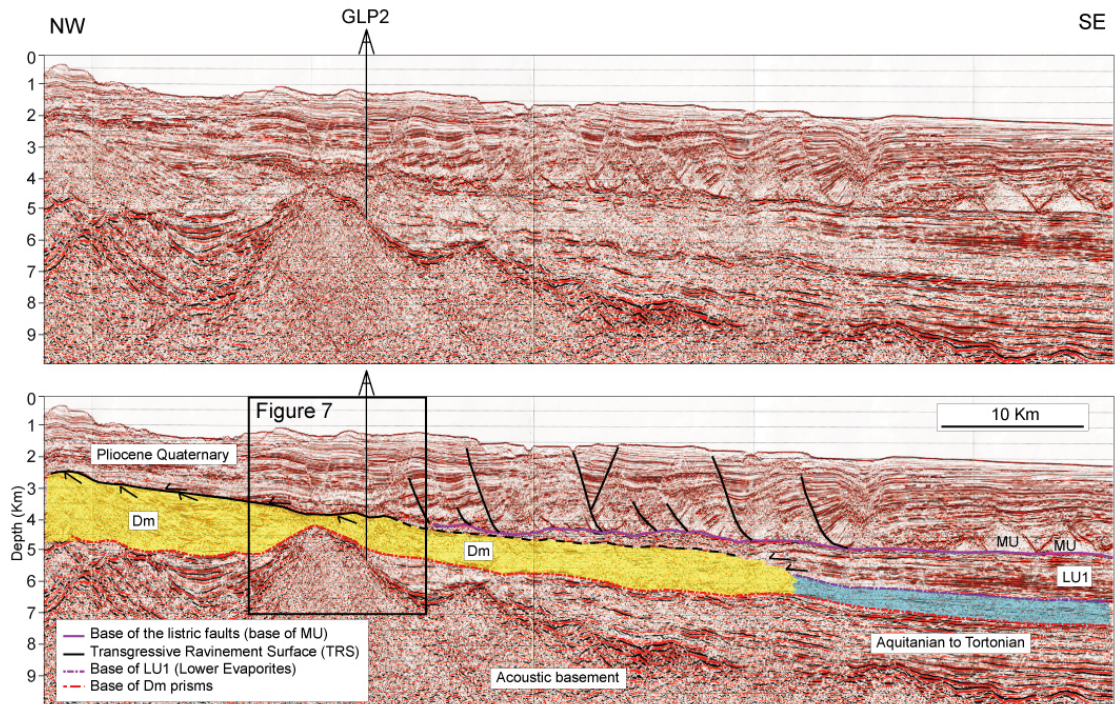 NW
GLP2
SE
0
1
2
3
4
5
6
7
8
9
0
1
2
3
4
5
6
7
8
9
Depth (Km)
Figure 7
10 Km
Pliocene Quaternary
Dm
Dm
MU
MU
LU1
Aquitanian to Tortonian
Acoustic basement
Base of the listric faults (base of MU)
Transgressive Ravinement Surface (TRS)
Base of LU1 (Lower Evaporites)
Base of Dm prisms